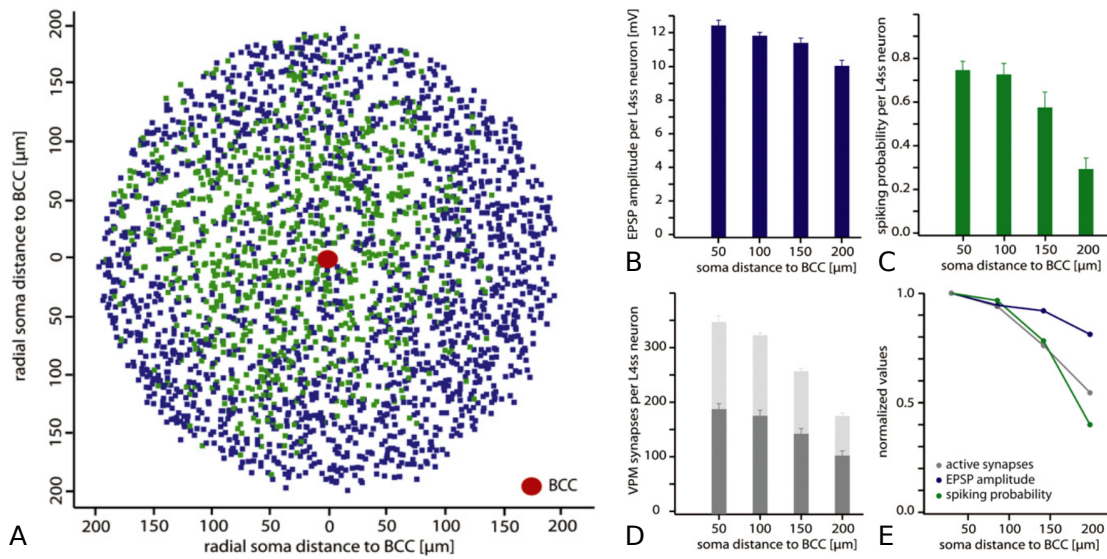 200
150
100
50
0
50
100
150
200
radial soma distance to BCC [μm]
200 150 100 50 0 50 100 150 200
radial soma distance to BCC [μm]
BCC
A
12
10
8
6
4
2
0
EPSP amplitude per L4ss neuron [mV]
50 100 150 200
soma distance to BCC [μm]
B
1.0
0.8
0.6
0.4
0.2
0.0
spiking probability per L4ss neuron
50 100 150 200
soma distance to BCC [μm]
C
300
200
100
0
VPM synapses per L4ss neuron
50 100 150 200
soma distance to BCC [μm]
D
1.0
0.5
0.0
normalized values
active synapses
EPSP amplitude
spiking probability
50 100 150 200
soma distance to BCC [μm]
E